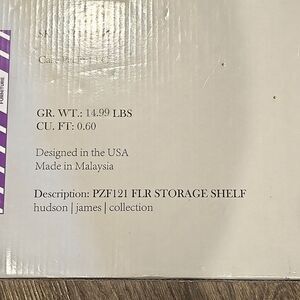 FURNITURE
GR. WT.: 14.99 LBS
CU. FT: 0.60
Designed in the USA
Made in Malaysia
Description: PZF121 FLR STORAGE SHELF
hudson | james | collection